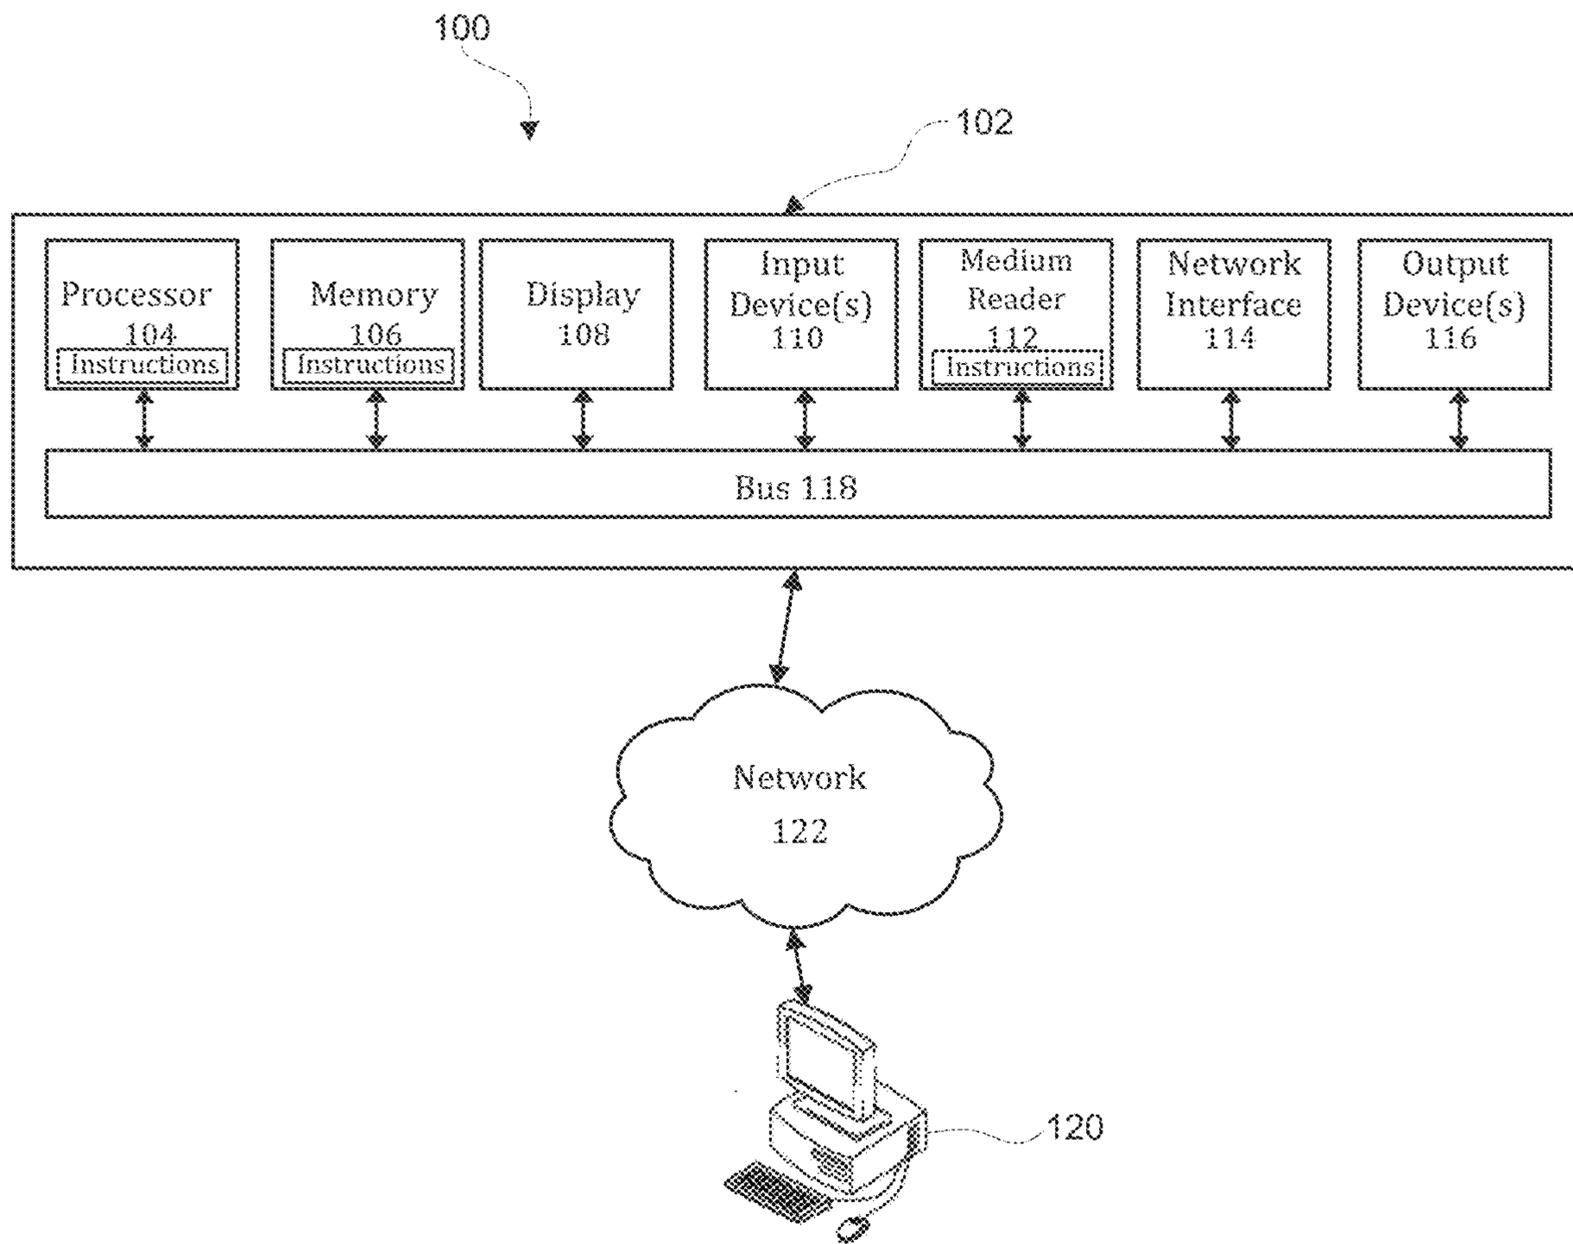 100
102
Processor
104
Instructions
Memory
106
Instructions
Display
108
Input
Device(s)
110
Medium
Reader
112
Instructions
Network
Interface
114
Output
Device(s)
116
Bus 118
Network
122
120